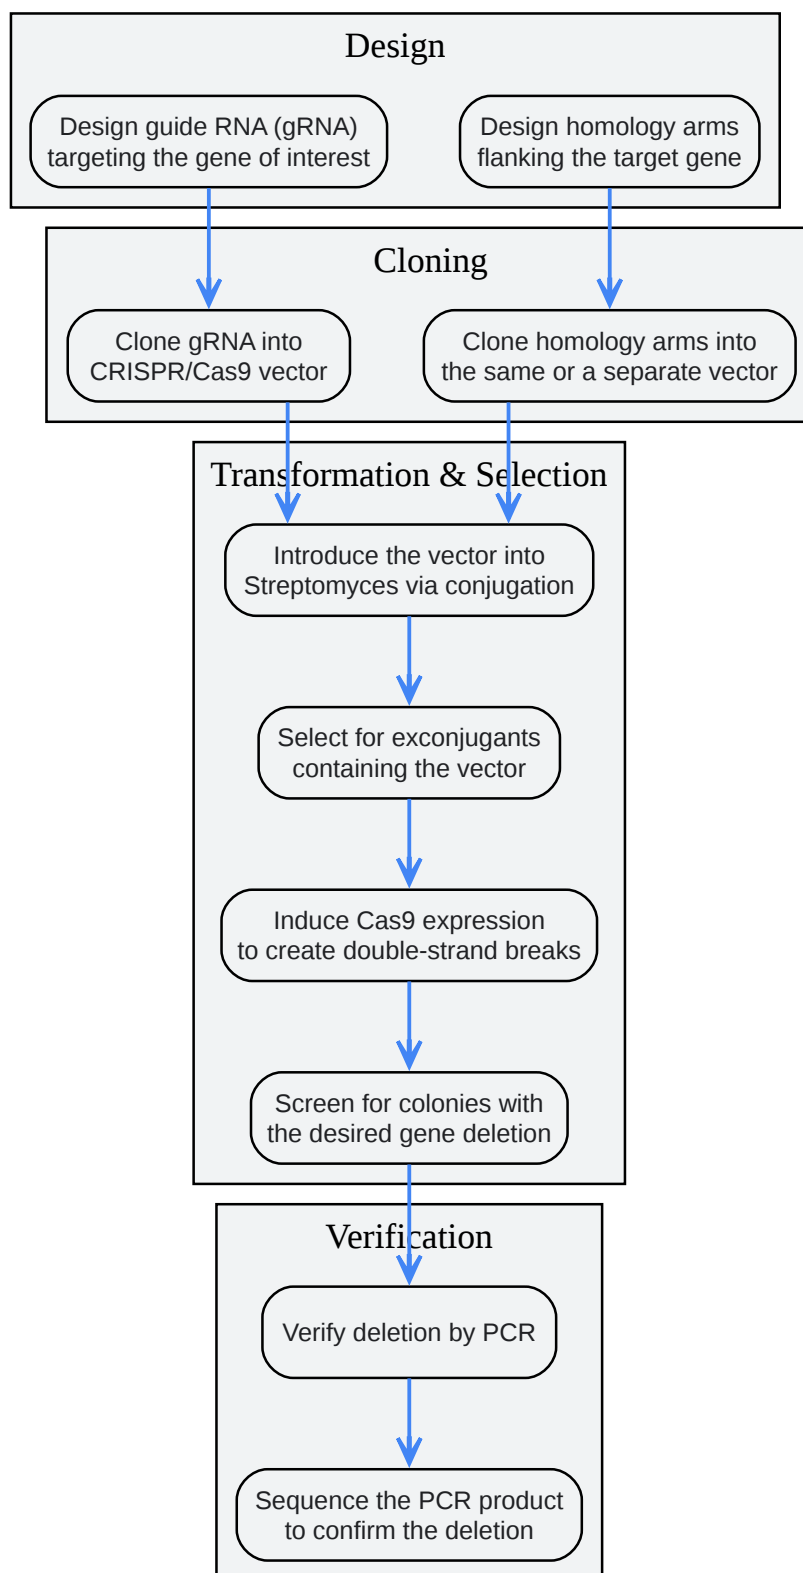 Design
Design guide RNA (gRNA)
targeting the gene of interest
Design homology arms
flanking the target gene
Cloning
Clone gRNA into
CRISPR/Cas9 vector
Clone homology arms into
the same or a separate vector
Transformation & Selection
Introduce the vector into
Streptomyces via conjugation
Select for exconjugants
containing the vector
Induce Cas9 expression
to create double-strand breaks
Screen for colonies with
the desired gene deletion
Verification
Verify deletion by PCR
Sequence the PCR product
to confirm the deletion